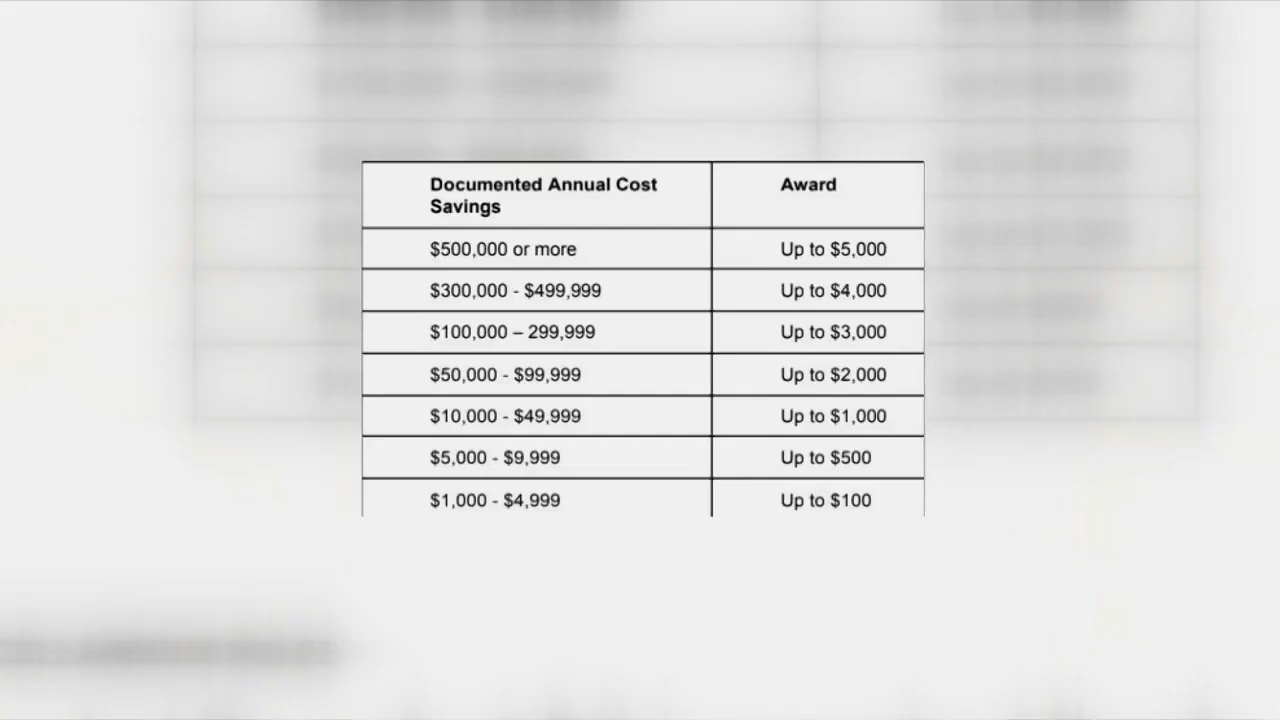 Documented Annual Cost
Savings
Award
$500,000 or more
Up to $5,000
$300,000 - $499,999
Up to $4,000
$100,000 – 299,999
Up to $3,000
$50,000 - $99,999
Up to $2,000
$10,000 - $49,999
Up to $1,000
$5,000 - $9,999
Up to $500
$1,000 - $4,999
Up to $100